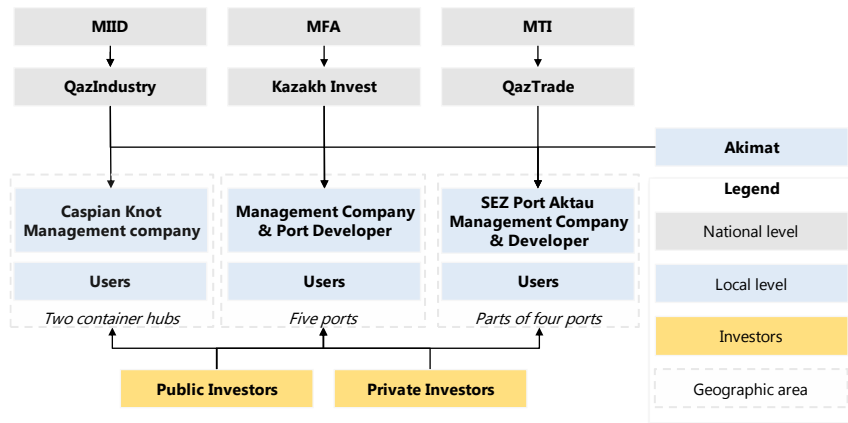 MIID
MFA
MTI
QazIndustry
Kazakh Invest
QazTrade
Akimat
Caspian Knot
Management company
Management Company
& Port Developer
SEZ Port Aktau
Management Company
& Developer
Users
Users
Users
Two container hubs
Five ports
Parts of four ports
Public Investors
Private Investors
Legend
National level
Local level
Investors
Geographic area